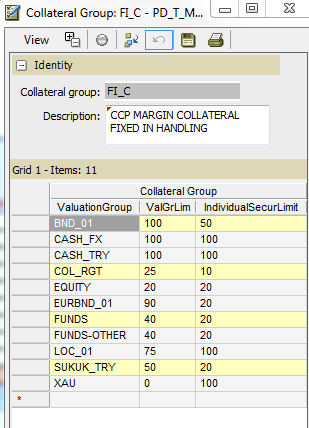 Collateral Group: FI_C - PD_T_M...
View
Identity
Collateral group: FI_C
Description: CCP MARGIN COLLATERAL
FIXED IN HANDLING
Grid 1 - Items: 11
Collateral Group
ValuationGroup ValGrLim IndividualSecurLimit
BND_01 100 50
CASH_FX 100 100
CASH_TRY 100 100
COL_RGT 25 10
EQUITY 20 20
EURBND_01 90 20
FUNDS 40 20
FUNDS-OTHER 40 20
LOC_01 75 100
SUKUK_TRY 50 20
XAU 0 100
*